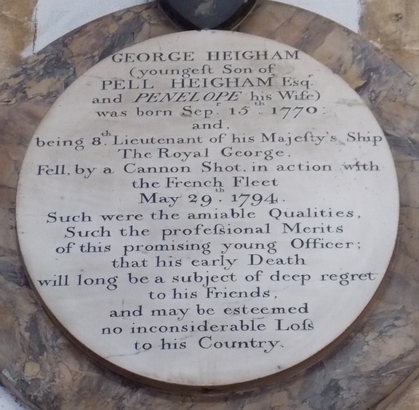 GEORGE HEIGHAM
(youngeſt Son of
PELL HEIGHAM Esq.
and PENELOPE his Wife)
was born Sepr. 15th. 1770
and,
being 8th. Lieutenant of his Majeſty's Ship
The Royal George,
Fell, by a Cannon Shot, in action with
the French Fleet
May 29th. 1794.
Such were the amiable Qualities,
Such the profeſsional Merits
of this promising young Officer;
that his early Death
will long be a subject of deep regret
to his Friends,
and may be esteemed
no inconsiderable Loſs
to his Country.